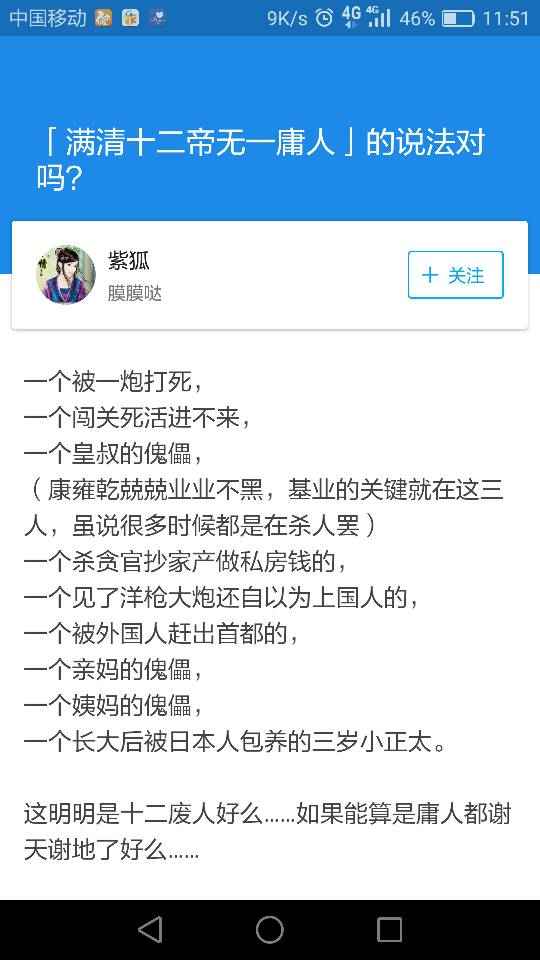 中国移动 9K/s 4G 4G 46% 11:51
「满清十二帝无一庸人」的说法对
吗?
紫狐
膜膜哒
+ 关注
一个被一炮打死，
一个闯关死活进不来，
一个皇叔的傀儡，
（康雍乾兢兢业业不黑，基业的关键就在这三
人，虽说很多时候都是在杀人罢）
一个杀贪官抄家产做私房钱的，
一个见了洋枪大炮还自以为上国人的，
一个被外国人赶出首都的，
一个亲妈的傀儡，
一个姨妈的傀儡，
一个长大后被日本人包养的三岁小正太。
这明明是十二废人好么……如果能算是庸人都谢
天谢地了好么……